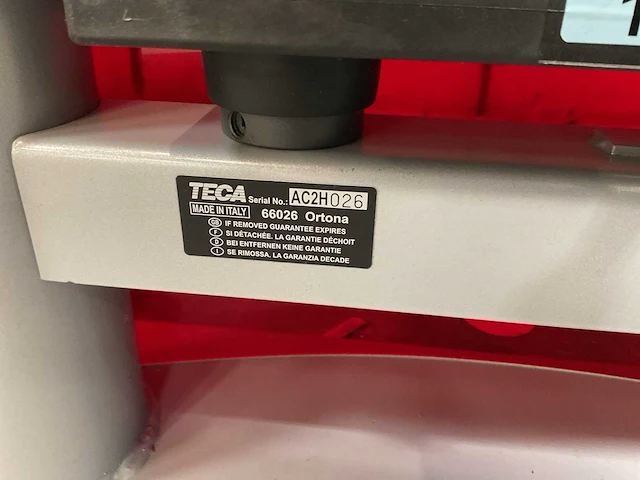 TECA Serial No.: AC2H026
MADE IN ITALY 66026 Ortona
GB IF REMOVED GUARANTEE EXPIRES
F SI DÉTACHÉE. LA GARANTIE DÉCHOIT
D BEI ENTFERNEN KEINE GARANTIE
I SE RIMOSSA. LA GARANZIA DECADE